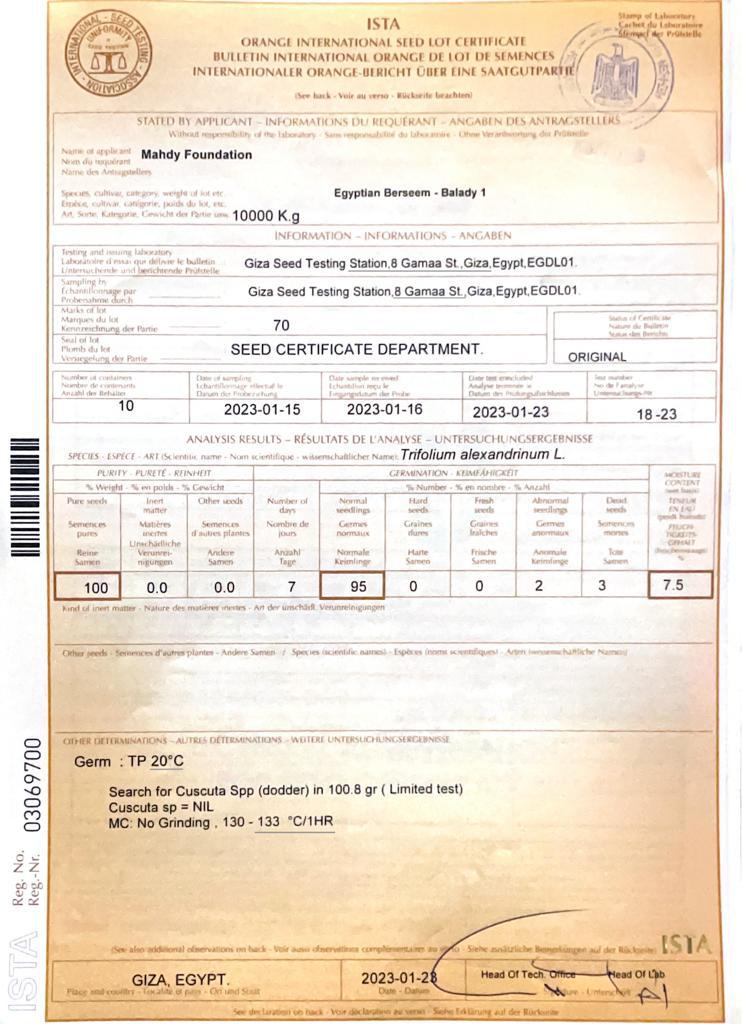 INTERNATIONAL - SEED TESTING - ASSOCIATION
UNIFORMITY
ISTA
Stamp of Laboratory
Cachet du Laboratoire
Stempel der Prüfstelle
ORANGE INTERNATIONAL SEED LOT CERTIFICATE
BULLETIN INTERNATIONAL ORANGE DE LOT DE SEMENCES
INTERNATIONALER ORANGE-BERICHT ÜBER EINE SAATGUTPARTIE
(See back - Voir au verso - Rückseite beachten)
STATED BY APPLICANT – INFORMATIONS DU REQUÉRANT – ANGABEN DES ANTRAGSTELLERS
Without responsibility of the laboratory - Sans responsabilité du laboratoire - Ohne Verantwortung der Prüfstelle
Name of applicant
Nom du requérant
Name des Antragstellers
Mahdy Foundation
Species, cultivar, category, weight of lot etc.
Espèce, cultivar, catégorie, poids du lot, etc.
Art, Sorte, Kategorie, Gewicht der Partie usw.
Egyptian Berseem - Balady 1
10000 K.g
INFORMATION – INFORMATIONS – ANGABEN
Testing and issuing laboratory
Laboratoire d'essai qui délivre le bulletin
Untersuchende und berichtende Prüfstelle
Giza Seed Testing Station,8 Gamaa St.,Giza,Egypt,EGDL01.
Sampling by
Échantillonnage par
Probenahme durch
Giza Seed Testing Station,8 Gamaa St.,Giza,Egypt,EGDL01.
Marks of lot
Marques du lot
Kennzeichnung der Partie
70
Status of Certificate
Nature du Bulletin
Status des Berichts
Seal of lot
Plomb du lot
Versiegelung der Partie
SEED CERTIFICATE DEPARTMENT.
ORIGINAL
Number of containers
Nombre de contenants
Anzahl der Behälter
10
Date of sampling
Echantillonnage effectué le
Datum der Probeziehung
2023-01-15
Date sample received
Echantillon reçu le
Eingangsdatum der Probe
2023-01-16
Date test concluded
Analyse terminée le
Datum des Prüfungsabschlusses
2023-01-23
Test number
No de l'analyse
Untersuchungs-Nr
18-23
ANALYSIS RESULTS – RÉSULTATS DE L'ANALYSE – UNTERSUCHUNGSERGEBNISSE
SPECIES - ESPÈCE - ART (Scientific name - Nom scientifique - wissenschaftlicher Name): Trifolium alexandrinum L.
PURITY - PURETÉ - REINHEIT
GERMINATION - KEIMFÄHIGKEIT
MOISTURE
CONTENT
TENEUR
EN EAU
FEUCH-
TIGKEITS-
GEHALT
%
% Weight - % en poids - % Gewicht
% Number - % en nombre - % Anzahl
Pure seeds
Semences pures
Reine Samen
Inert matter
Matières inertes
Unschädliche Verunrei-nigungen
Other seeds
Semences d'autres plantes
Andere Samen
Number of days
Nombre de jours
Anzahl Tage
Normal seedlings
Germes normaux
Normale Keimlinge
Hard seeds
Graines dures
Harte Samen
Fresh seeds
Graines fraîches
Frische Samen
Abnormal seedlings
Germes anormaux
Anomale Keimlinge
Dead seeds
Semences mortes
Tote Samen
100 0.0 0.0 7 95 0 0 2 3 7.5
Kind of inert matter - Nature des matières inertes - Art der unschädl. Verunreinigungen
Other seeds - Semences d'autres plantes - Andere Samen / Species (scientific names) - Espèces (noms scientifiques) - Arten (wissenschaftliche Namen)
OTHER DETERMINATIONS - AUTRES DÉTERMINATIONS - WEITERE UNTERSUCHUNGSERGEBNISSE
Germ : TP 20°C
Search for Cuscuta Spp (dodder) in 100.8 gr ( Limited test)
Cuscuta sp = NIL
MC: No Grinding , 130 - 133 °C/1HR
(See also additional observations on back - Voir aussi observations complémentaires au verso - Siehe zusätzliche Bemerkungen auf der Rückseite)
ISTA
GIZA, EGYPT.
Place and country - Localité et pays - Ort und Staat
2023-01-23
Date - Datum
Head Of Tech. Office
Head Of Lab
See declaration on back - Voir déclaration au verso - Siehe Erklärung auf der Rückseite
ISTA
Reg. No.
Reg.-Nr.
03069700